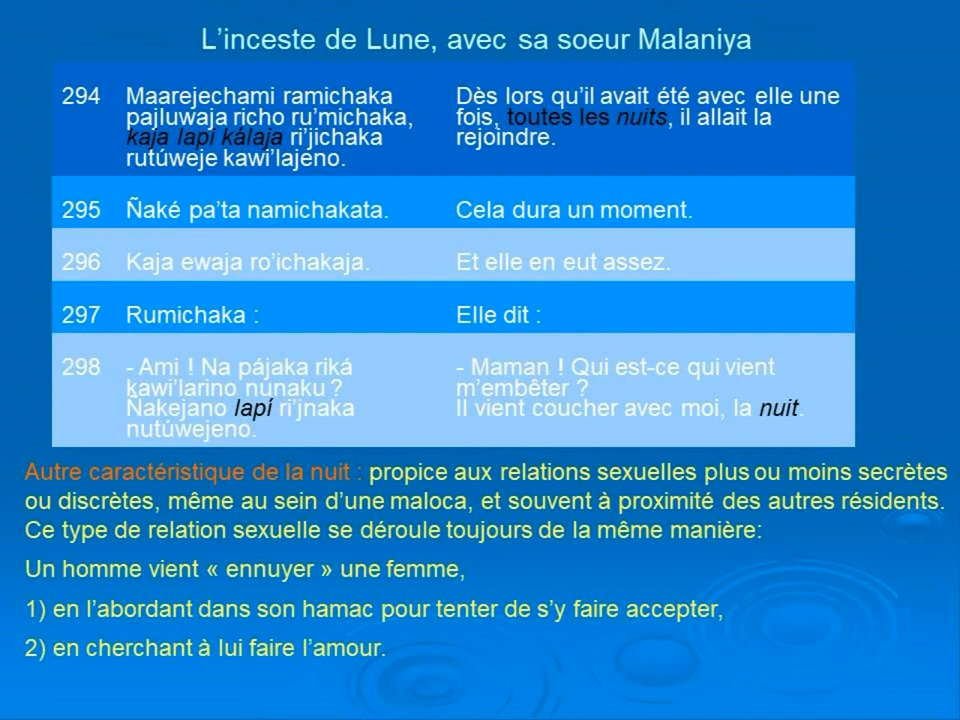 L’inceste de Lune, avec sa soeur Malaniya
294 Maarejechami ramichaka Dès lors qu’il avait été avec elle une
pajluwaja richo ru’michaka, fois, toutes les nuits, il allait la
kaja lapí kálaja ri’jichaka rejoindre.
rutúweje kawi’lajeno.
295 Ñaké pa’ta namichakata. Cela dura un moment.
296 Kaja ewaja ro’ichakaja. Et elle en eut assez.
297 Rumichaka : Elle dit :
298 - Ami ! Na pájaka riká - Maman ! Qui est-ce qui vient
kawi’larino núnaku ? m’embêter ?
Ñakejano lapí ri’jnaka Il vient coucher avec moi, la nuit.
nutúwejeno.
Autre caractéristique de la nuit : propice aux relations sexuelles plus ou moins secrètes
ou discrètes, même au sein d’une maloca, et souvent à proximité des autres résidents.
Ce type de relation sexuelle se déroule toujours de la même manière:
Un homme vient « ennuyer » une femme,
1) en l’abordant dans son hamac pour tenter de s’y faire accepter,
2) en cherchant à lui faire l’amour.